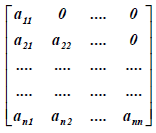 a11 0 .... 0
a21 a22 .... 0
.... .... .... ....
.... .... .... ....
an1 an2 .... ann